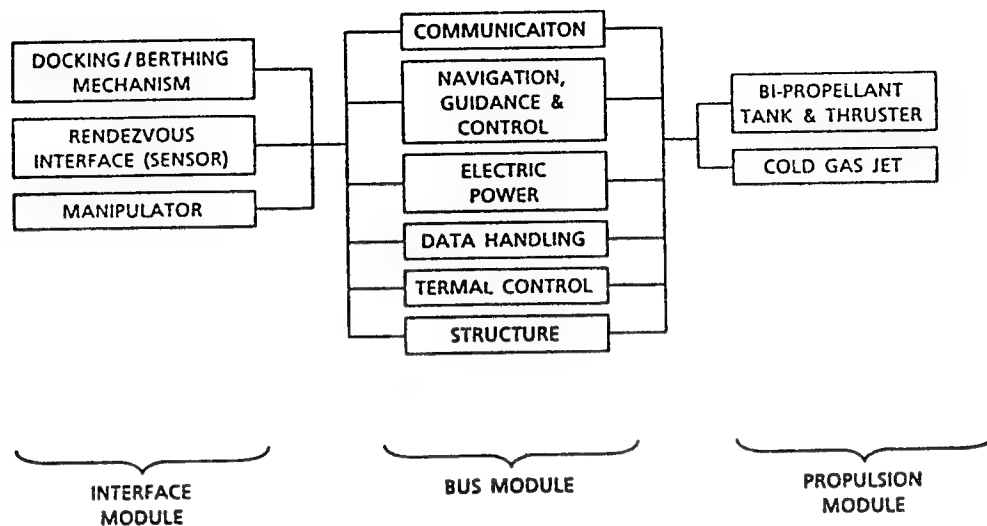 DOCKING/BERTHING
MECHANISM
RENDEZVOUS
INTERFACE (SENSOR)
MANIPULATOR
COMMUNICAITON
NAVIGATION,
GUIDANCE &
CONTROL
ELECTRIC
POWER
DATA HANDLING
TERMAL CONTROL
STRUCTURE
BI-PROPELLANT
TANK & THRUSTER
COLD GAS JET
INTERFACE
MODULE
BUS MODULE
PROPULSION
MODULE